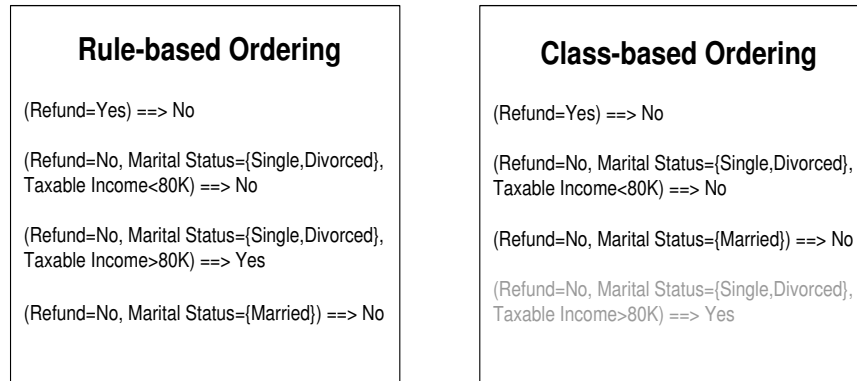 Rule-based Ordering
(Refund=Yes) ==> No
(Refund=No, Marital Status={Single,Divorced},
Taxable Income<80K) ==> No
(Refund=No, Marital Status={Single,Divorced},
Taxable Income>80K) ==> Yes
(Refund=No, Marital Status={Married}) ==> No
Class-based Ordering
(Refund=Yes) ==> No
(Refund=No, Marital Status={Single,Divorced},
Taxable Income<80K) ==> No
(Refund=No, Marital Status={Married}) ==> No
(Refund=No, Marital Status={Single,Divorced},
Taxable Income>80K) ==> Yes